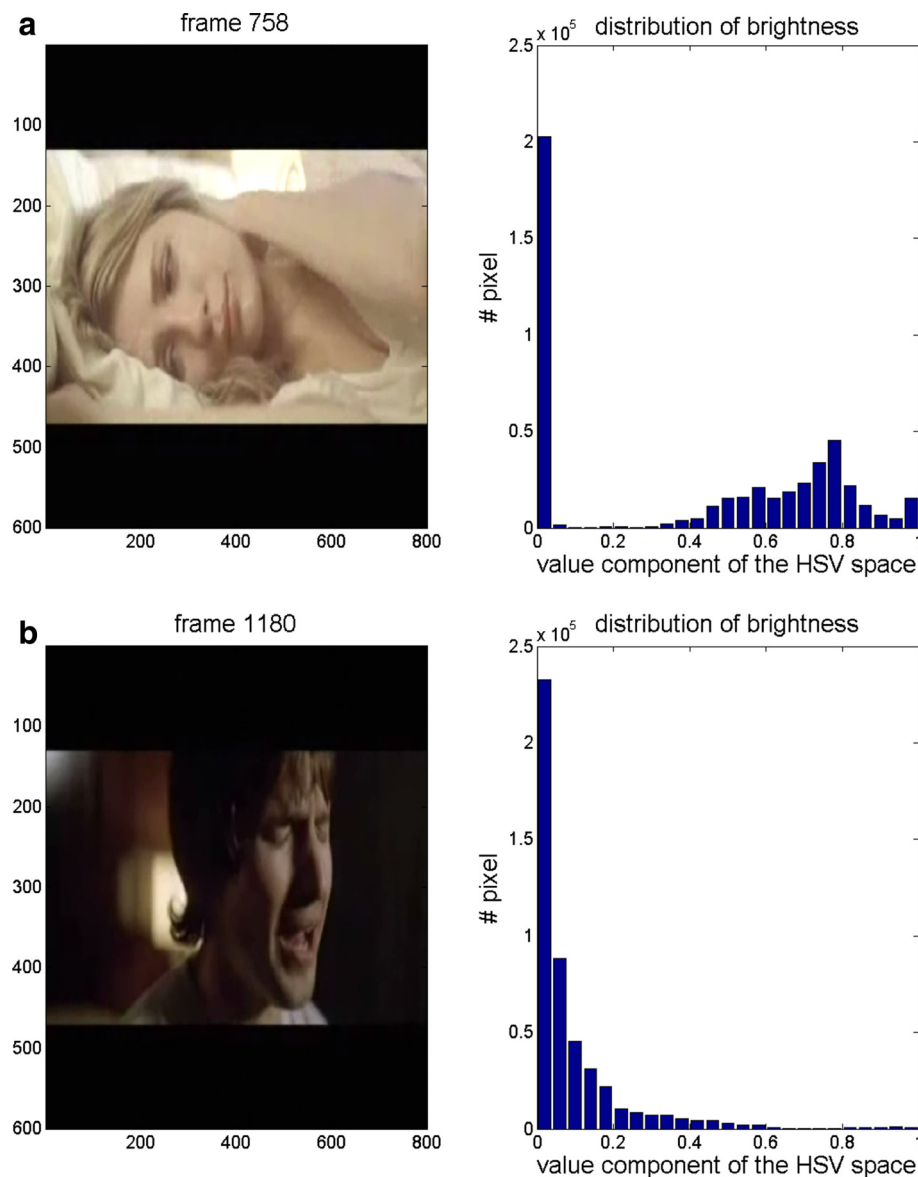 a
frame 758
100
200
300
400
500
600
200 400 600 800
distribution of brightness
x 10⁵
2.5
2
1.5
1
0.5
0
# pixel
0 0.2 0.4 0.6 0.8 1
value component of the HSV space
b
frame 1180
100
200
300
400
500
600
200 400 600 800
distribution of brightness
x 10⁵
2.5
2
1.5
1
0.5
0
# pixel
0 0.2 0.4 0.6 0.8 1
value component of the HSV space